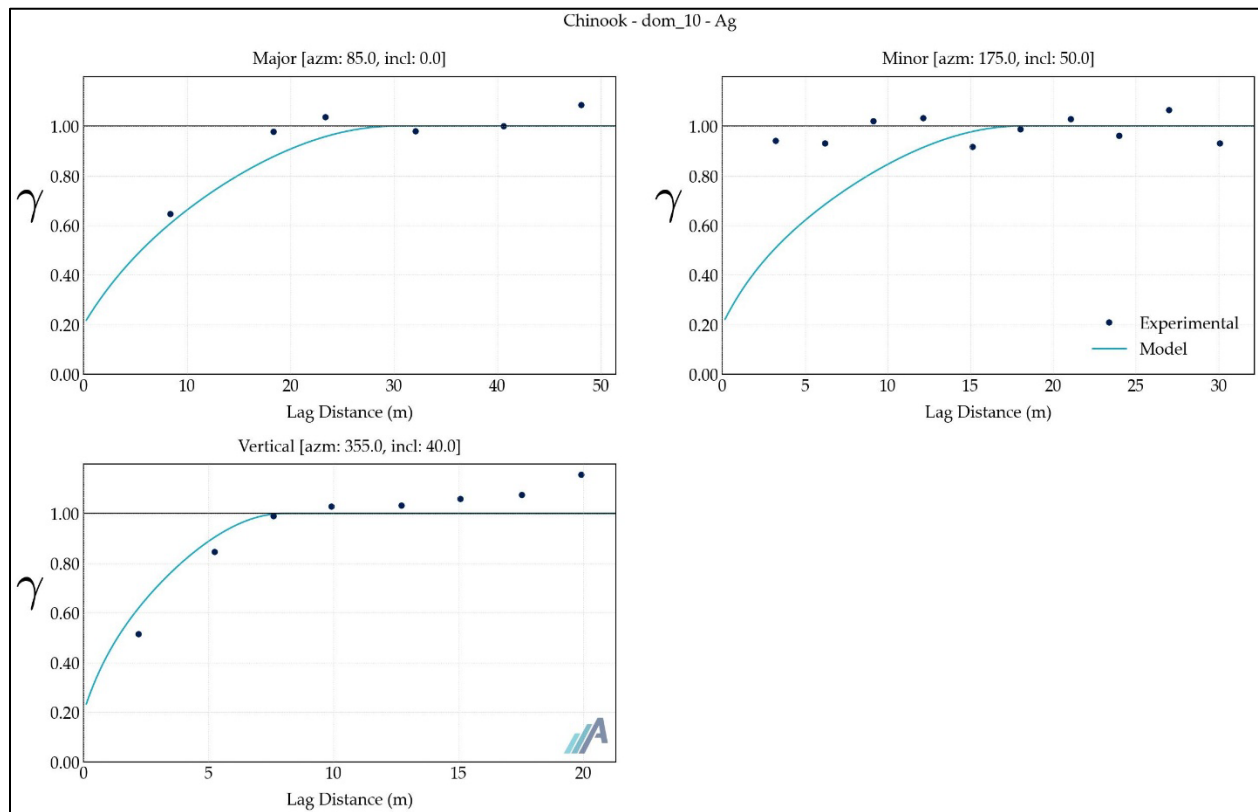 Chinook - dom_10 - Ag
Major [azm: 85.0, incl: 0.0]
1.00
0.80
0.60
0.40
0.20
0.00
γ
0 10 20 30 40 50
Lag Distance (m)
Minor [azm: 175.0, incl: 50.0]
1.00
0.80
0.60
0.40
0.20
0.00
γ
Experimental
Model
0 5 10 15 20 25 30
Lag Distance (m)
Vertical [azm: 355.0, incl: 40.0]
1.00
0.80
0.60
0.40
0.20
0.00
γ
A
0 5 10 15 20
Lag Distance (m)